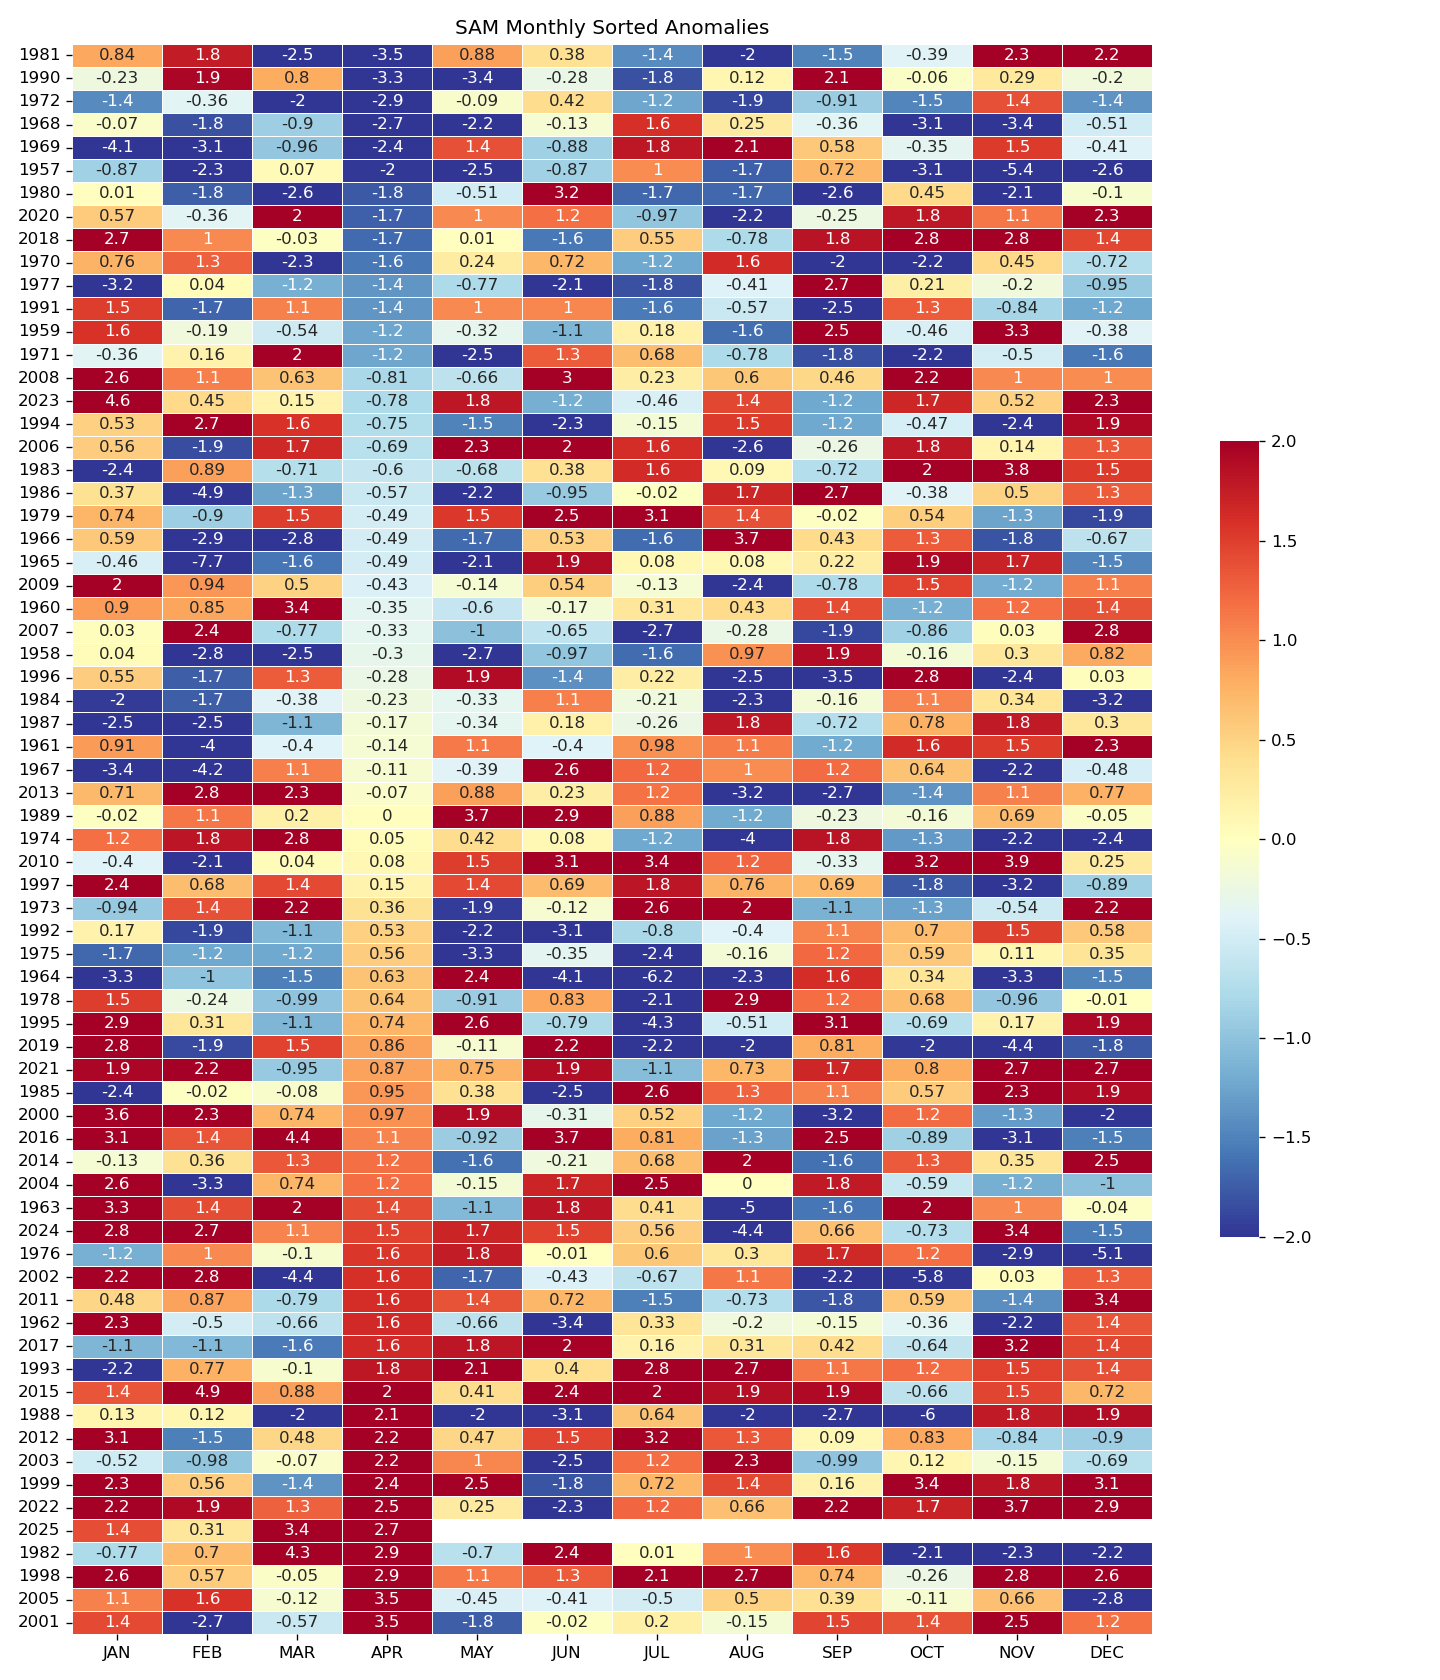 SAM Monthly Sorted Anomalies
1981 0.84 1.8 -2.5 -3.5 0.88 0.38 -1.4 -2 -1.5 -0.39 2.3 2.2
1990 -0.23 1.9 0.8 -3.3 -3.4 -0.28 -1.8 0.12 2.1 -0.06 0.29 -0.2
1972 -1.4 -0.36 -2 -2.9 -0.09 0.42 -1.2 -1.9 -0.91 -1.5 1.4 -1.4
1968 -0.07 -1.8 -0.9 -2.7 -2.2 -0.13 1.6 0.25 -0.36 -3.1 -3.4 -0.51
1969 -4.1 -3.1 -0.96 -2.4 1.4 -0.88 1.8 2.1 0.58 -0.35 1.5 -0.41
1957 -0.87 -2.3 0.07 -2 -2.5 -0.87 1 -1.7 0.72 -3.1 -5.4 -2.6
1980 0.01 -1.8 -2.6 -1.8 -0.51 3.2 -1.7 -1.7 -2.6 0.45 -2.1 -0.1
2020 0.57 -0.36 2 -1.7 1 1.2 -0.97 -2.2 -0.25 1.8 1.1 2.3
2018 2.7 1 -0.03 -1.7 0.01 -1.6 0.55 -0.78 1.8 2.8 2.8 1.4
1970 0.76 1.3 -2.3 -1.6 0.24 0.72 -1.2 1.6 -2 -2.2 0.45 -0.72
1977 -3.2 0.04 -1.2 -1.4 -0.77 -2.1 -1.8 -0.41 2.7 0.21 -0.2 -0.95
1991 1.5 -1.7 1.1 -1.4 1 1 -1.6 -0.57 -2.5 1.3 -0.84 -1.2
1959 1.6 -0.19 -0.54 -1.2 -0.32 -1.1 0.18 -1.6 2.5 -0.46 3.3 -0.38
1971 -0.36 0.16 2 -1.2 -2.5 1.3 0.68 -0.78 -1.8 -2.2 -0.5 -1.6
2008 2.6 1.1 0.63 -0.81 -0.66 3 0.23 0.6 0.46 2.2 1 1
2023 4.6 0.45 0.15 -0.78 1.8 -1.2 -0.46 1.4 -1.2 1.7 0.52 2.3
1994 0.53 2.7 1.6 -0.75 -1.5 -2.3 -0.15 1.5 -1.2 -0.47 -2.4 1.9
2006 0.56 -1.9 1.7 -0.69 2.3 2 1.6 -2.6 -0.26 1.8 0.14 1.3
1983 -2.4 0.89 -0.71 -0.6 -0.68 0.38 1.6 0.09 -0.72 2 3.8 1.5
1986 0.37 -4.9 -1.3 -0.57 -2.2 -0.95 -0.02 1.7 2.7 -0.38 0.5 1.3
1979 0.74 -0.9 1.5 -0.49 1.5 2.5 3.1 1.4 -0.02 0.54 -1.3 -1.9
1966 0.59 -2.9 -2.8 -0.49 -1.7 0.53 -1.6 3.7 0.43 1.3 -1.8 -0.67
1965 -0.46 -7.7 -1.6 -0.49 -2.1 1.9 0.08 0.08 0.22 1.9 1.7 -1.5
2009 2 0.94 0.5 -0.43 -0.14 0.54 -0.13 -2.4 -0.78 1.5 -1.2 1.1
1960 0.9 0.85 3.4 -0.35 -0.6 -0.17 0.31 0.43 1.4 -1.2 1.2 1.4
2007 0.03 2.4 -0.77 -0.33 -1 -0.65 -2.7 -0.28 -1.9 -0.86 0.03 2.8
1958 0.04 -2.8 -2.5 -0.3 -2.7 -0.97 -1.6 0.97 1.9 -0.16 0.3 0.82
1996 0.55 -1.7 1.3 -0.28 1.9 -1.4 0.22 -2.5 -3.5 2.8 -2.4 0.03
1984 -2 -1.7 -0.38 -0.23 -0.33 1.1 -0.21 -2.3 -0.16 1.1 0.34 -3.2
1987 -2.5 -2.5 -1.1 -0.17 -0.34 0.18 -0.26 1.8 -0.72 0.78 1.8 0.3
1961 0.91 -4 -0.4 -0.14 1.1 -0.4 0.98 1.1 -1.2 1.6 1.5 2.3
1967 -3.4 -4.2 1.1 -0.11 -0.39 2.6 1.2 1 1.2 0.64 -2.2 -0.48
2013 0.71 2.8 2.3 -0.07 0.88 0.23 1.2 -3.2 -2.7 -1.4 1.1 0.77
1989 -0.02 1.1 0.2 0 3.7 2.9 0.88 -1.2 -0.23 -0.16 0.69 -0.05
1974 1.2 1.8 2.8 0.05 0.42 0.08 -1.2 -4 1.8 -1.3 -2.2 -2.4
2010 -0.4 -2.1 0.04 0.08 1.5 3.1 3.4 1.2 -0.33 3.2 3.9 0.25
1997 2.4 0.68 1.4 0.15 1.4 0.69 1.8 0.76 0.69 -1.8 -3.2 -0.89
1973 -0.94 1.4 2.2 0.36 -1.9 -0.12 2.6 2 -1.1 -1.3 -0.54 2.2
1992 0.17 -1.9 -1.1 0.53 -2.2 -3.1 -0.8 -0.4 1.1 0.7 1.5 0.58
1975 -1.7 -1.2 -1.2 0.56 -3.3 -0.35 -2.4 -0.16 1.2 0.59 0.11 0.35
1964 -3.3 -1 -1.5 0.63 2.4 -4.1 -6.2 -2.3 1.6 0.34 -3.3 -1.5
1978 1.5 -0.24 -0.99 0.64 -0.91 0.83 -2.1 2.9 1.2 0.68 -0.96 -0.01
1995 2.9 0.31 -1.1 0.74 2.6 -0.79 -4.3 -0.51 3.1 -0.69 0.17 1.9
2019 2.8 -1.9 1.5 0.86 -0.11 2.2 -2.2 -2 0.81 -2 -4.4 -1.8
2021 1.9 2.2 -0.95 0.87 0.75 1.9 -1.1 0.73 1.7 0.8 2.7 2.7
1985 -2.4 -0.02 -0.08 0.95 0.38 -2.5 2.6 1.3 1.1 0.57 2.3 1.9
2000 3.6 2.3 0.74 0.97 1.9 -0.31 0.52 -1.2 -3.2 1.2 -1.3 -2
2016 3.1 1.4 4.4 1.1 -0.92 3.7 0.81 -1.3 2.5 -0.89 -3.1 -1.5
2014 -0.13 0.36 1.3 1.2 -1.6 -0.21 0.68 2 -1.6 1.3 0.35 2.5
2004 2.6 -3.3 0.74 1.2 -0.15 1.7 2.5 0 1.8 -0.59 -1.2 -1
1963 3.3 1.4 2 1.4 -1.1 1.8 0.41 -5 -1.6 2 1 -0.04
2024 2.8 2.7 1.1 1.5 1.7 1.5 0.56 -4.4 0.66 -0.73 3.4 -1.5
1976 -1.2 1 -0.1 1.6 1.8 -0.01 0.6 0.3 1.7 1.2 -2.9 -5.1
2002 2.2 2.8 -4.4 1.6 -1.7 -0.43 -0.67 1.1 -2.2 -5.8 0.03 1.3
2011 0.48 0.87 -0.79 1.6 1.4 0.72 -1.5 -0.73 -1.8 0.59 -1.4 3.4
1962 2.3 -0.5 -0.66 1.6 -0.66 -3.4 0.33 -0.2 -0.15 -0.36 -2.2 1.4
2017 -1.1 -1.1 -1.6 1.6 1.8 2 0.16 0.31 0.42 -0.64 3.2 1.4
1993 -2.2 0.77 -0.1 1.8 2.1 0.4 2.8 2.7 1.1 1.2 1.5 1.4
2015 1.4 4.9 0.88 2 0.41 2.4 2 1.9 1.9 -0.66 1.5 0.72
1988 0.13 0.12 -2 2.1 -2 -3.1 0.64 -2 -2.7 -6 1.8 1.9
2012 3.1 -1.5 0.48 2.2 0.47 1.5 3.2 1.3 0.09 0.83 -0.84 -0.9
2003 -0.52 -0.98 -0.07 2.2 1 -2.5 1.2 2.3 -0.99 0.12 -0.15 -0.69
1999 2.3 0.56 -1.4 2.4 2.5 -1.8 0.72 1.4 0.16 3.4 1.8 3.1
2022 2.2 1.9 1.3 2.5 0.25 -2.3 1.2 0.66 2.2 1.7 3.7 2.9
2025 1.4 0.31 3.4 2.7
1982 -0.77 0.7 4.3 2.9 -0.7 2.4 0.01 1 1.6 -2.1 -2.3 -2.2
1998 2.6 0.57 -0.05 2.9 1.1 1.3 2.1 2.7 0.74 -0.26 2.8 2.6
2005 1.1 1.6 -0.12 3.5 -0.45 -0.41 -0.5 0.5 0.39 -0.11 0.66 -2.8
2001 1.4 -2.7 -0.57 3.5 -1.8 -0.02 0.2 -0.15 1.5 1.4 2.5 1.2
JAN FEB MAR APR MAY JUN JUL AUG SEP OCT NOV DEC
2.0
1.5
1.0
0.5
0.0
−0.5
−1.0
−1.5
−2.0